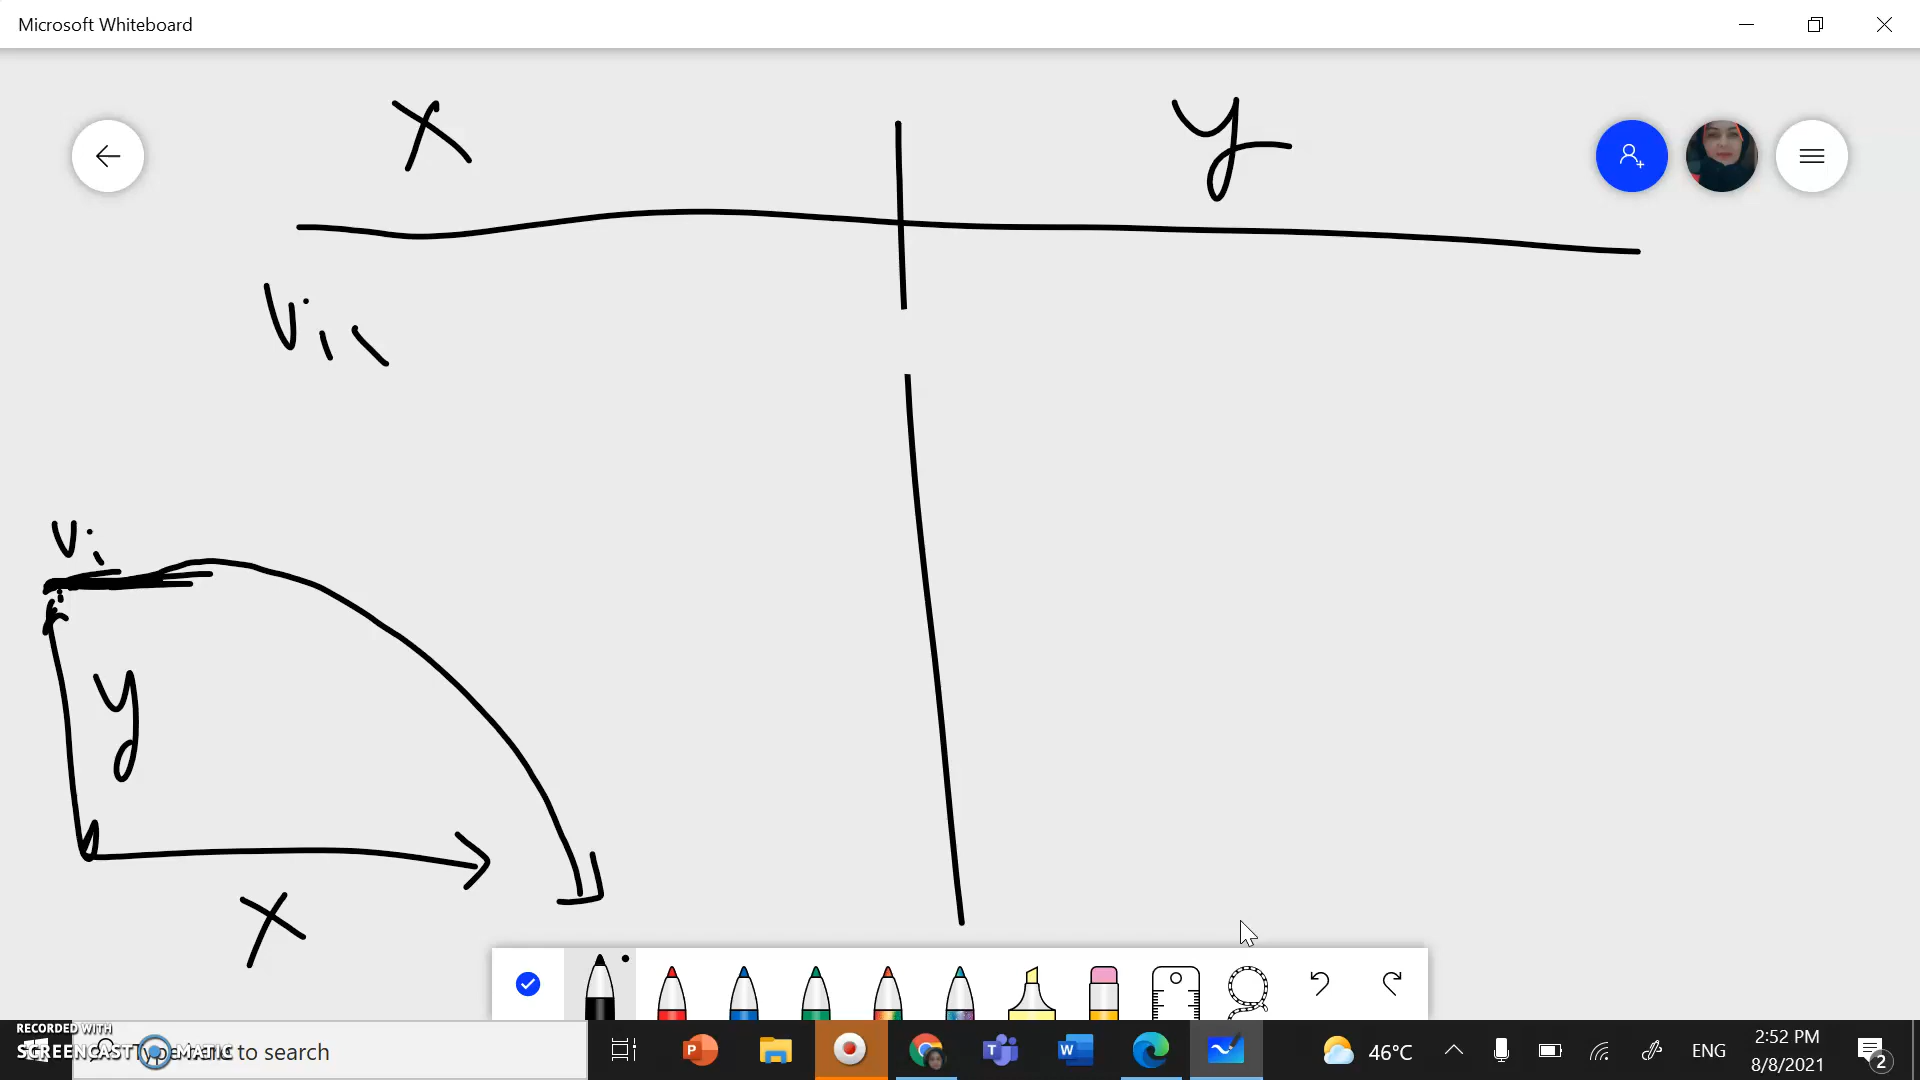 Microsoft Whiteboard
x y
Vi
Vi
y
x
RECORDED WITH
SCREENCAST MATIC
to search
46°C
ENG
2:52 PM
8/8/2021
2